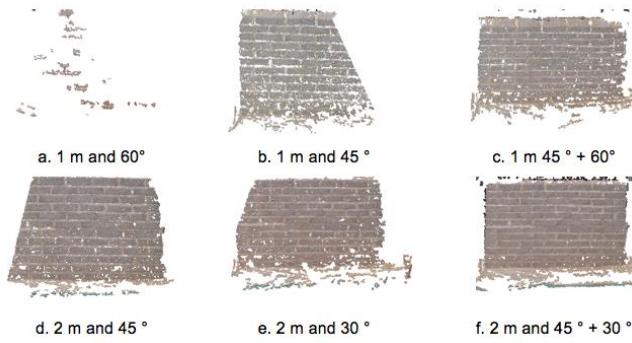 a. 1 m and 60°
b. 1 m and 45 °
c. 1 m 45 ° + 60°
d. 2 m and 45 °
e. 2 m and 30 °
f. 2 m and 45 ° + 30 °